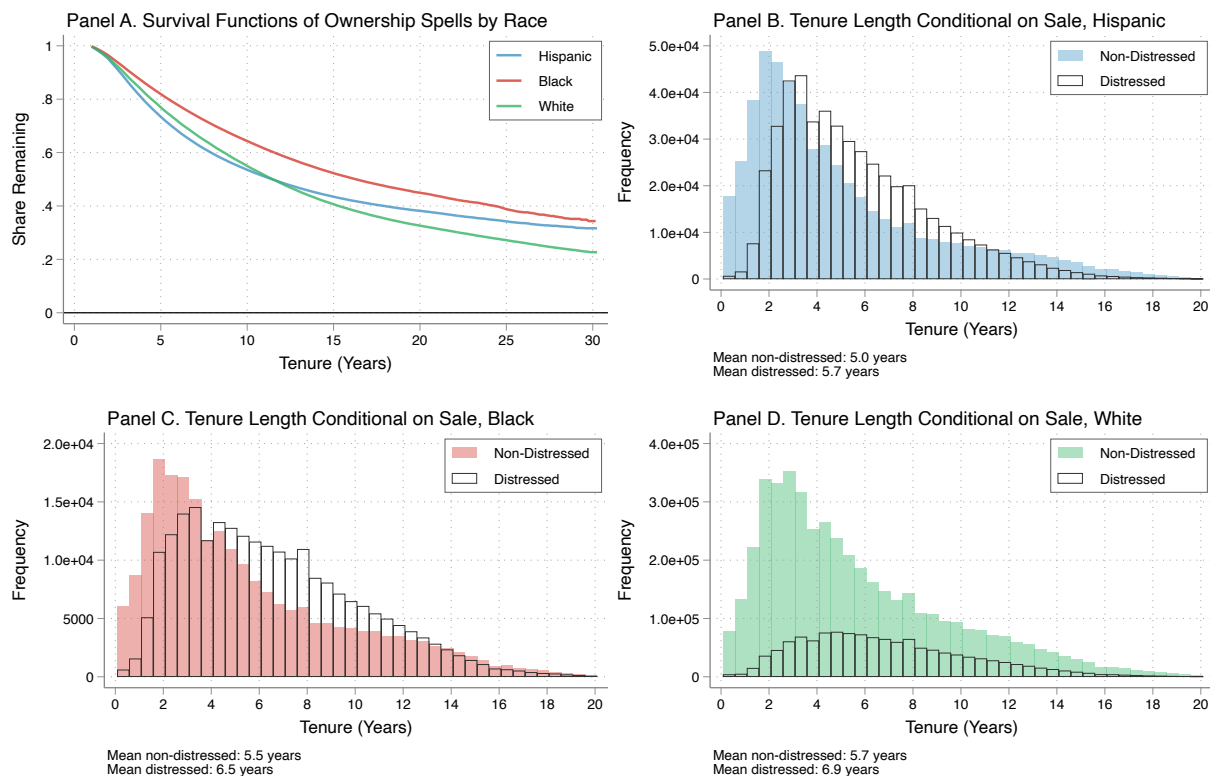 Panel A. Survival Functions of Ownership Spells by Race
1
.8
.6
.4
.2
0
Share Remaining
Hispanic
Black
White
0 5 10 15 20 25 30
Tenure (Years)
Panel B. Tenure Length Conditional on Sale, Hispanic
5.0e+04
4.0e+04
3.0e+04
2.0e+04
1.0e+04
0
Frequency
Non-Distressed
Distressed
0 2 4 6 8 10 12 14 16 18 20
Tenure (Years)
Mean non-distressed: 5.0 years
Mean distressed: 5.7 years
Panel C. Tenure Length Conditional on Sale, Black
2.0e+04
1.5e+04
1.0e+04
5000
0
Frequency
Non-Distressed
Distressed
0 2 4 6 8 10 12 14 16 18 20
Tenure (Years)
Mean non-distressed: 5.5 years
Mean distressed: 6.5 years
Panel D. Tenure Length Conditional on Sale, White
4.0e+05
3.0e+05
2.0e+05
1.0e+05
0
Frequency
Non-Distressed
Distressed
0 2 4 6 8 10 12 14 16 18 20
Tenure (Years)
Mean non-distressed: 5.7 years
Mean distressed: 6.9 years